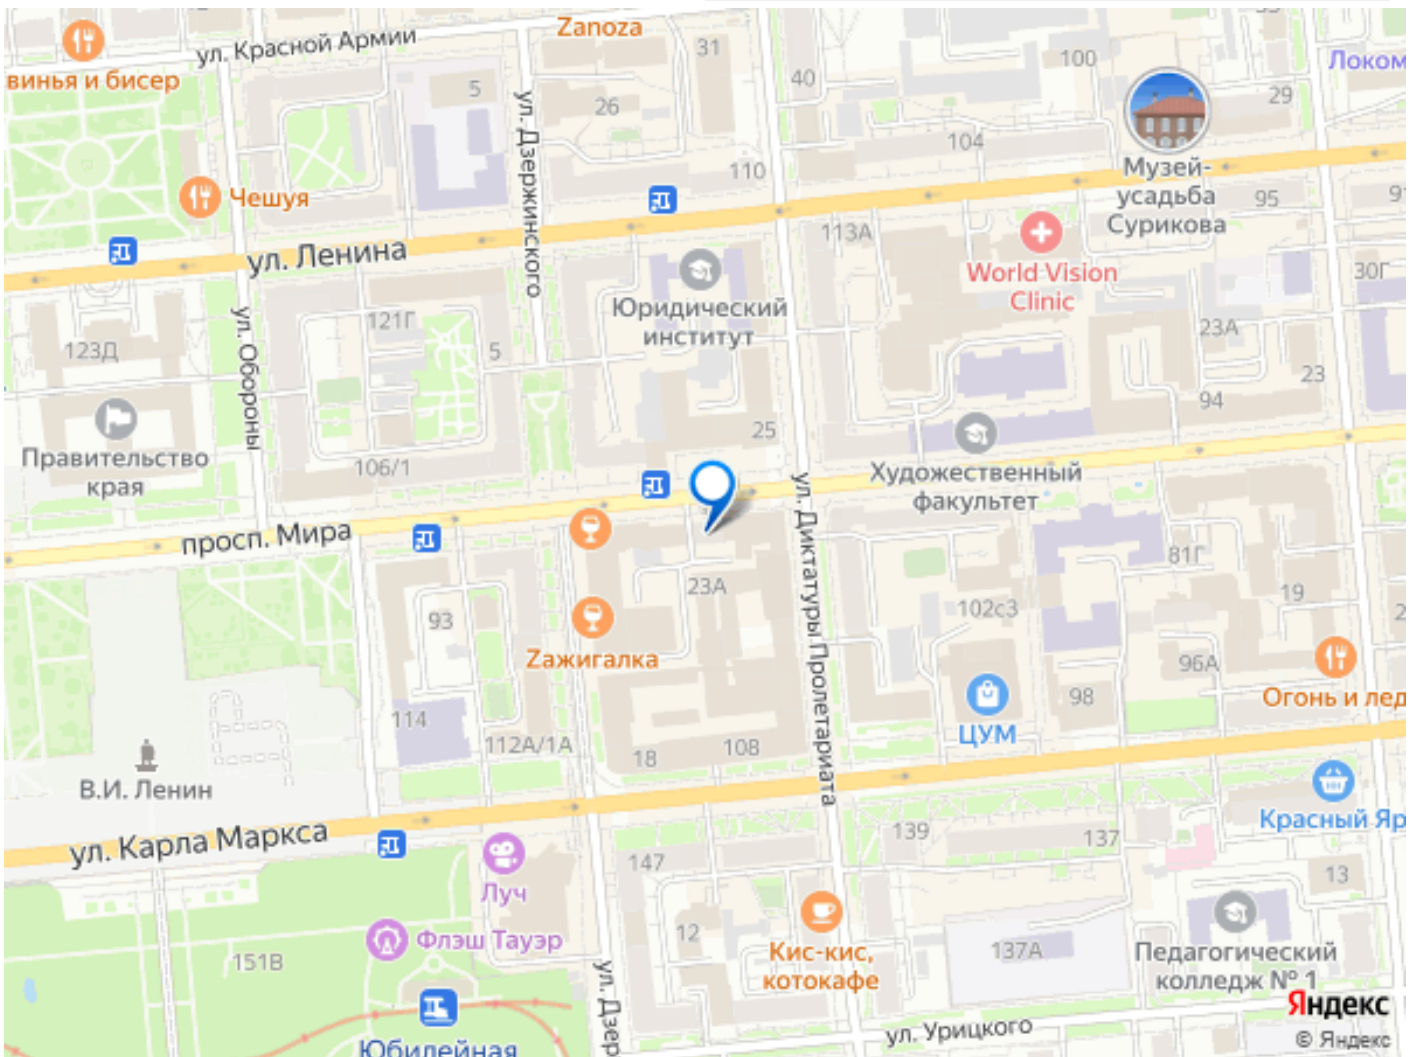 Zanoza
ул. Красной Армии
31
33
винья и бисер
5
40
100
Локом
26
29
ул. Дзержинского
104
110
Музей-
усадьба
Сурикова
Чешуя
95
113А
ул. Ленина
World Vision
Clinic
30Г
Юридический
институт
ул. Обороны
121Г
23А
123Д
5
23
94
25
Правительство
края
106/1
Художественный
факультет
просп. Мира
ул. Диктатуры Пролетариата
81Г
23А
19
93
102с3
Zажигалка
96А
Огонь и лед
98
114
ЦУМ
112А/1А
18
108
В.И. Ленин
ул. Карла Маркса
139
137
Красный Яр
147
13
Луч
12
Флэш Тауэр
137А
151В
Кис-кис,
котокафе
Педагогический
колледж № 1
ул. Дзер
Яндекс
ул. Урицкого
© Яндекс
Юбилейная